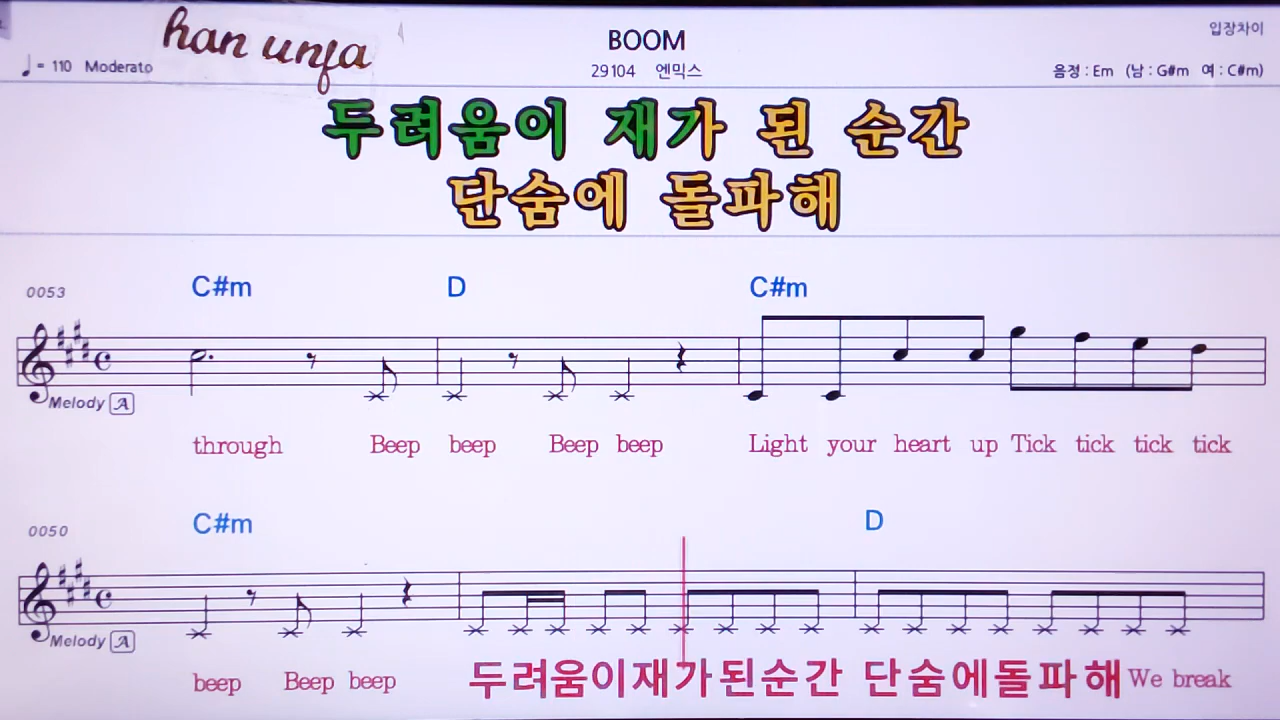 han unja
BOOM
입장차이
♩= 110 Moderato
29104 엔믹스
음정 : Em (남 : G#m 여 : C#m)
두려움이 재가 된 순간
단숨에 돌파해
0053 C#m D C#m
Melody A
through Beep beep Beep beep Light your heart up Tick tick tick tick
0050 C#m D
Melody A
beep Beep beep 두려움이재가된순간 단숨에돌파해 We break